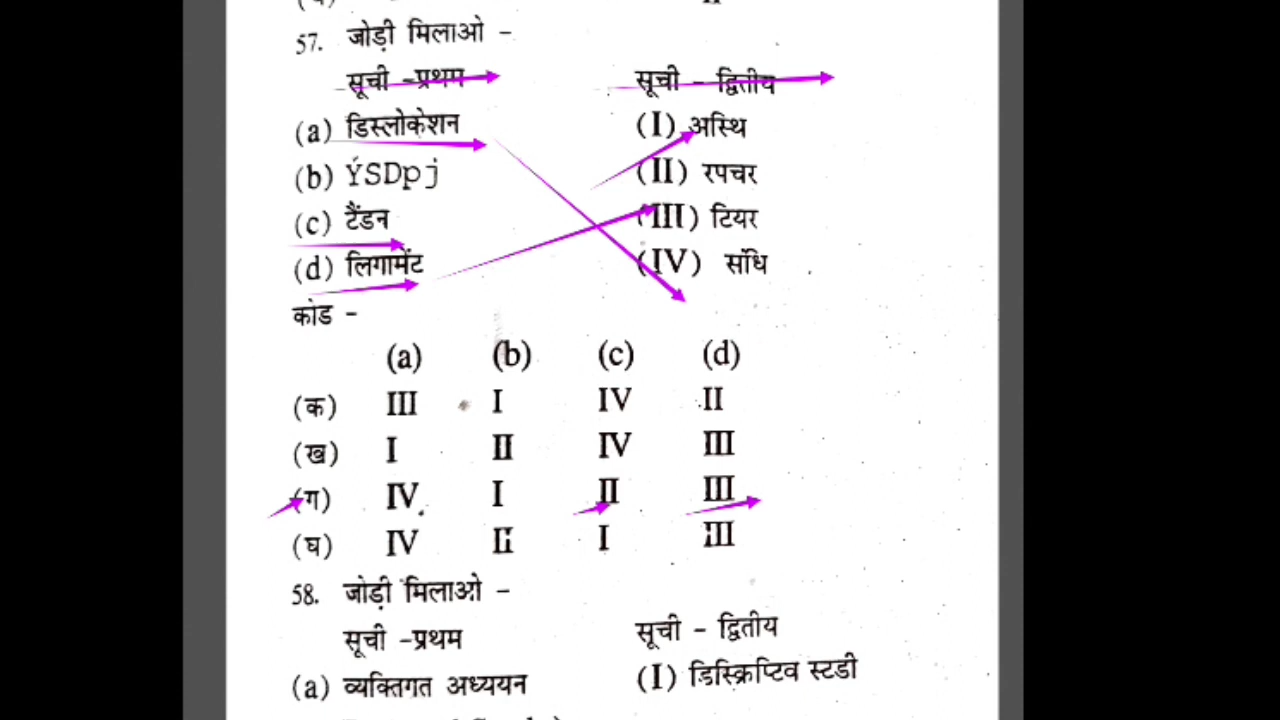 57. जोड़ी मिलाओ -
सूची -प्रथम सूची - द्वितीय
(a) डिस्लोकेशन (I) अस्थि
(b) ÝSDpj (II) रपचर
(c) टैंडन (III) टियर
(d) लिगामेंट (IV) संधि
कोड -
(a) (b) (c) (d)
(क) III I IV II
(ख) I II IV III
(ग) IV I II III
(घ) IV II I III
58. जोड़ी मिलाओ -
सूची -प्रथम सूची - द्वितीय
(a) व्यक्तिगत अध्ययन (I) डिस्क्रिप्टिव स्टडी